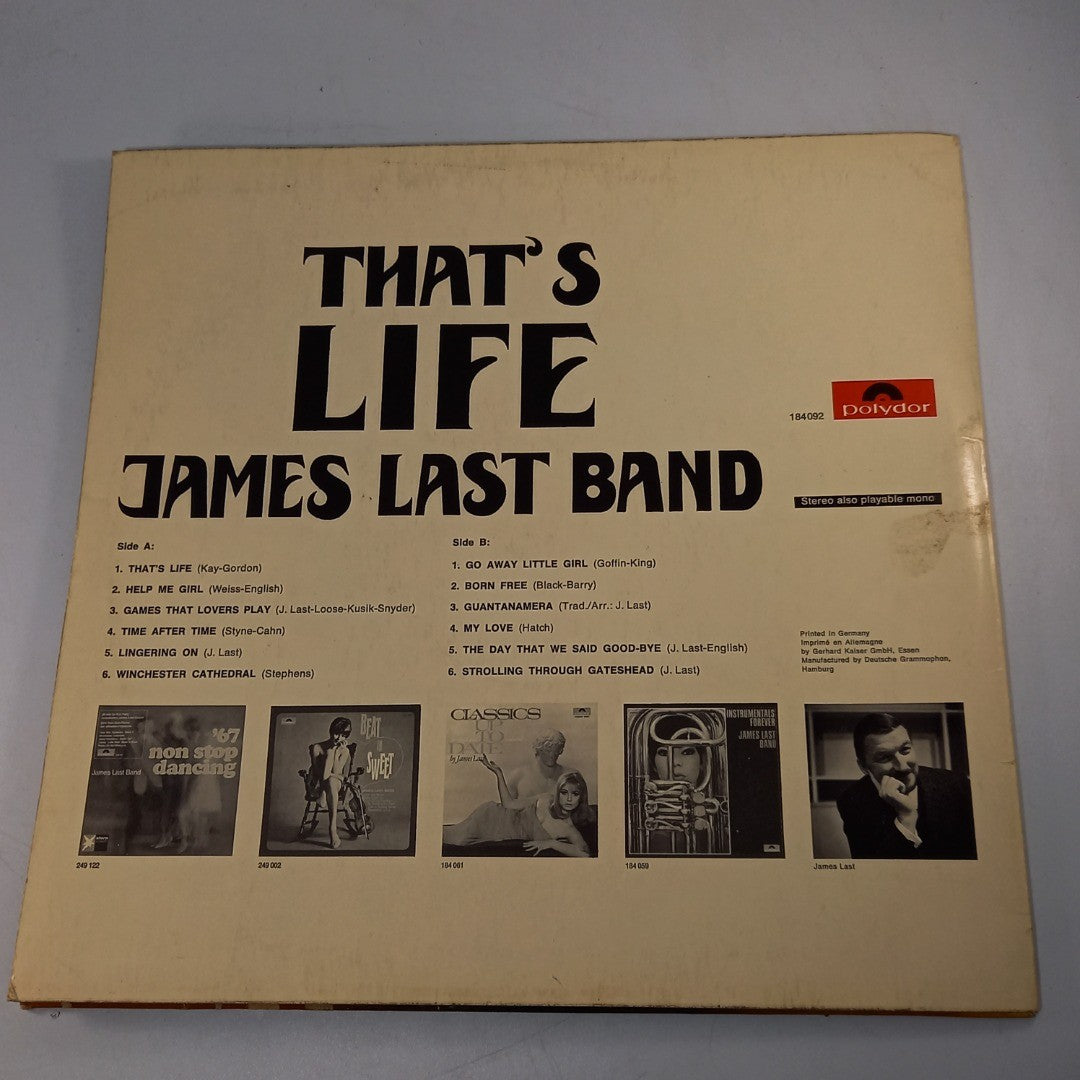 THAT'S
LIFE
JAMES LAST BAND
184092
polydor
Stereo also playable mono
Side A:
1. THAT'S LIFE (Kay-Gordon)
2. HELP ME GIRL (Weiss-English)
3. GAMES THAT LOVERS PLAY (J. Last-Loose-Kusik-Snyder)
4. TIME AFTER TIME (Styne-Cahn)
5. LINGERING ON (J. Last)
6. WINCHESTER CATHEDRAL (Stephens)
Side B:
1. GO AWAY LITTLE GIRL (Goffin-King)
2. BORN FREE (Black-Barry)
3. GUANTANAMERA (Trad./Arr.: J. Last)
4. MY LOVE (Hatch)
5. THE DAY THAT WE SAID GOOD-BYE (J. Last-English)
6. STROLLING THROUGH GATESHEAD (J. Last)
Printed in Germany
Imprimé en Allemagne
by Gerhard Kaiser GmbH, Essen
Manufactured by Deutsche Grammophon,
Hamburg
'67
non stop
dancing
James Last Band
249 122
BEAT
SWEET
249 002
CLASSICS
UP
TO
DATE
by James Last
184 061
INSTRUMENTALS
FOREVER
JAMES LAST
BAND
184 059
James Last